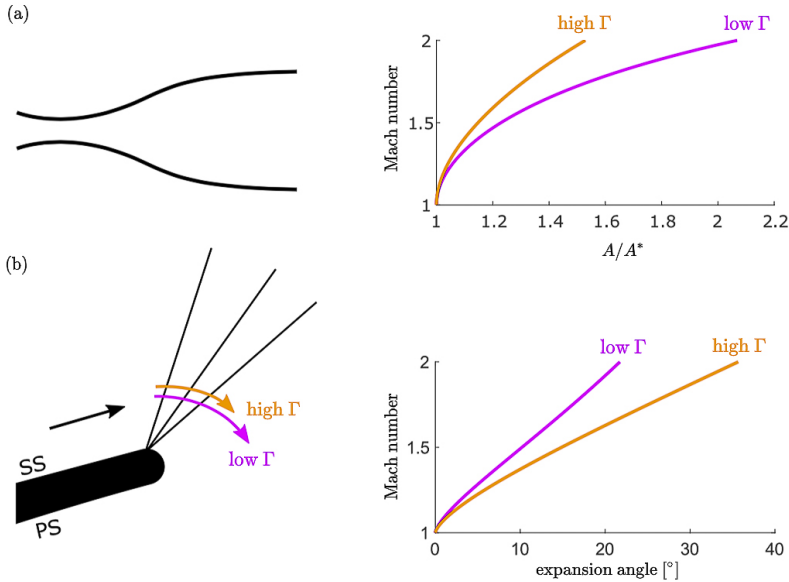 (a)
high Γ
low Γ
2
1.5
1
Mach number
1
1.2
1.4
1.6
1.8
2
2.2
A/A*
(b)
SS
PS
high Γ
low Γ
low Γ
high Γ
2
1.5
1
Mach number
0
10
20
30
40
expansion angle [°]